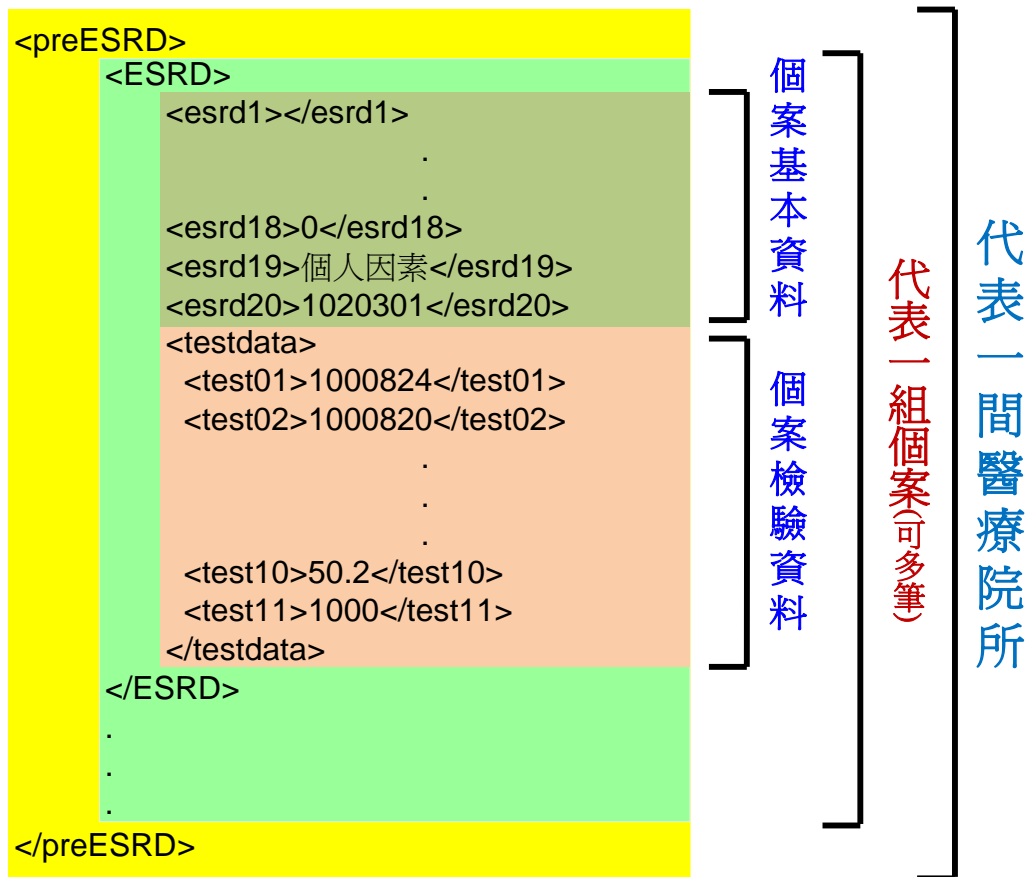 <preESRD>
<ESRD>
<esrd1></esrd1>
.
.
<esrd18>0</esrd18>
<esrd19>個人因素</esrd19>
<esrd20>1020301</esrd20>
<testdata>
<test01>1000824</test01>
<test02>1000820</test02>
.
.
.
<test10>50.2</test10>
<test11>1000</test11>
</testdata>
</ESRD>
.
.
.
</preESRD>
個案基本資料
個案檢驗資料
代表一組個案(可多筆)
代表一間醫療院所